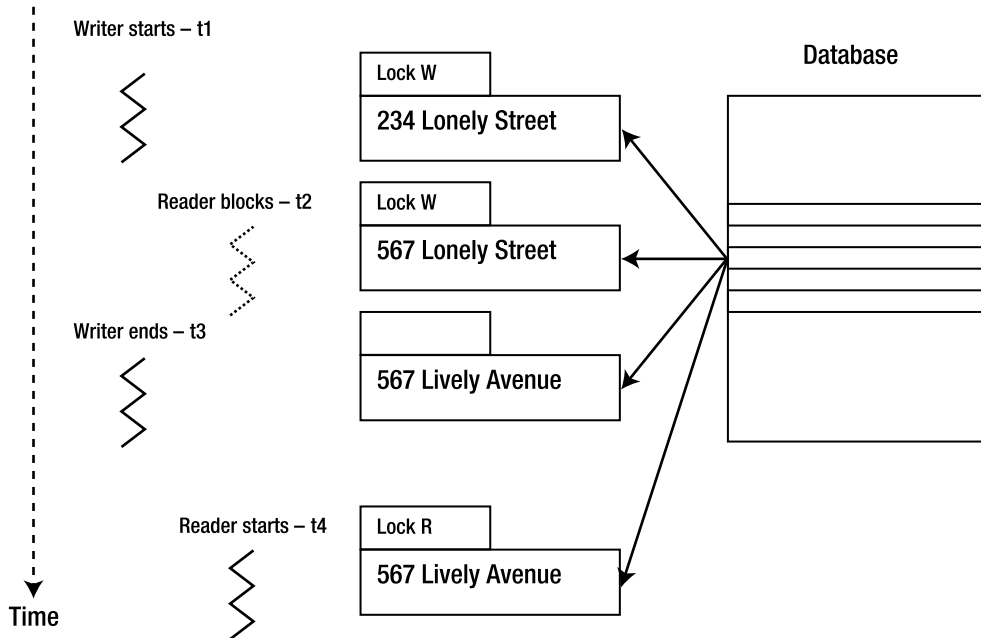 Writer starts – t1
Database
Lock W
234 Lonely Street
Reader blocks – t2
Lock W
567 Lonely Street
Writer ends – t3
567 Lively Avenue
Reader starts – t4
Lock R
567 Lively Avenue
Time